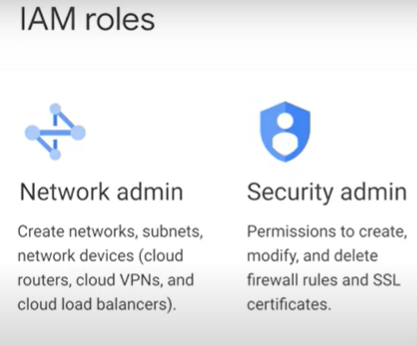 IAM roles
Network admin
Create networks, subnets,
network devices (cloud
routers, cloud VPNs, and
cloud load balancers).
Security admin
Permissions to create,
modify, and delete
firewall rules and SSL
certificates.